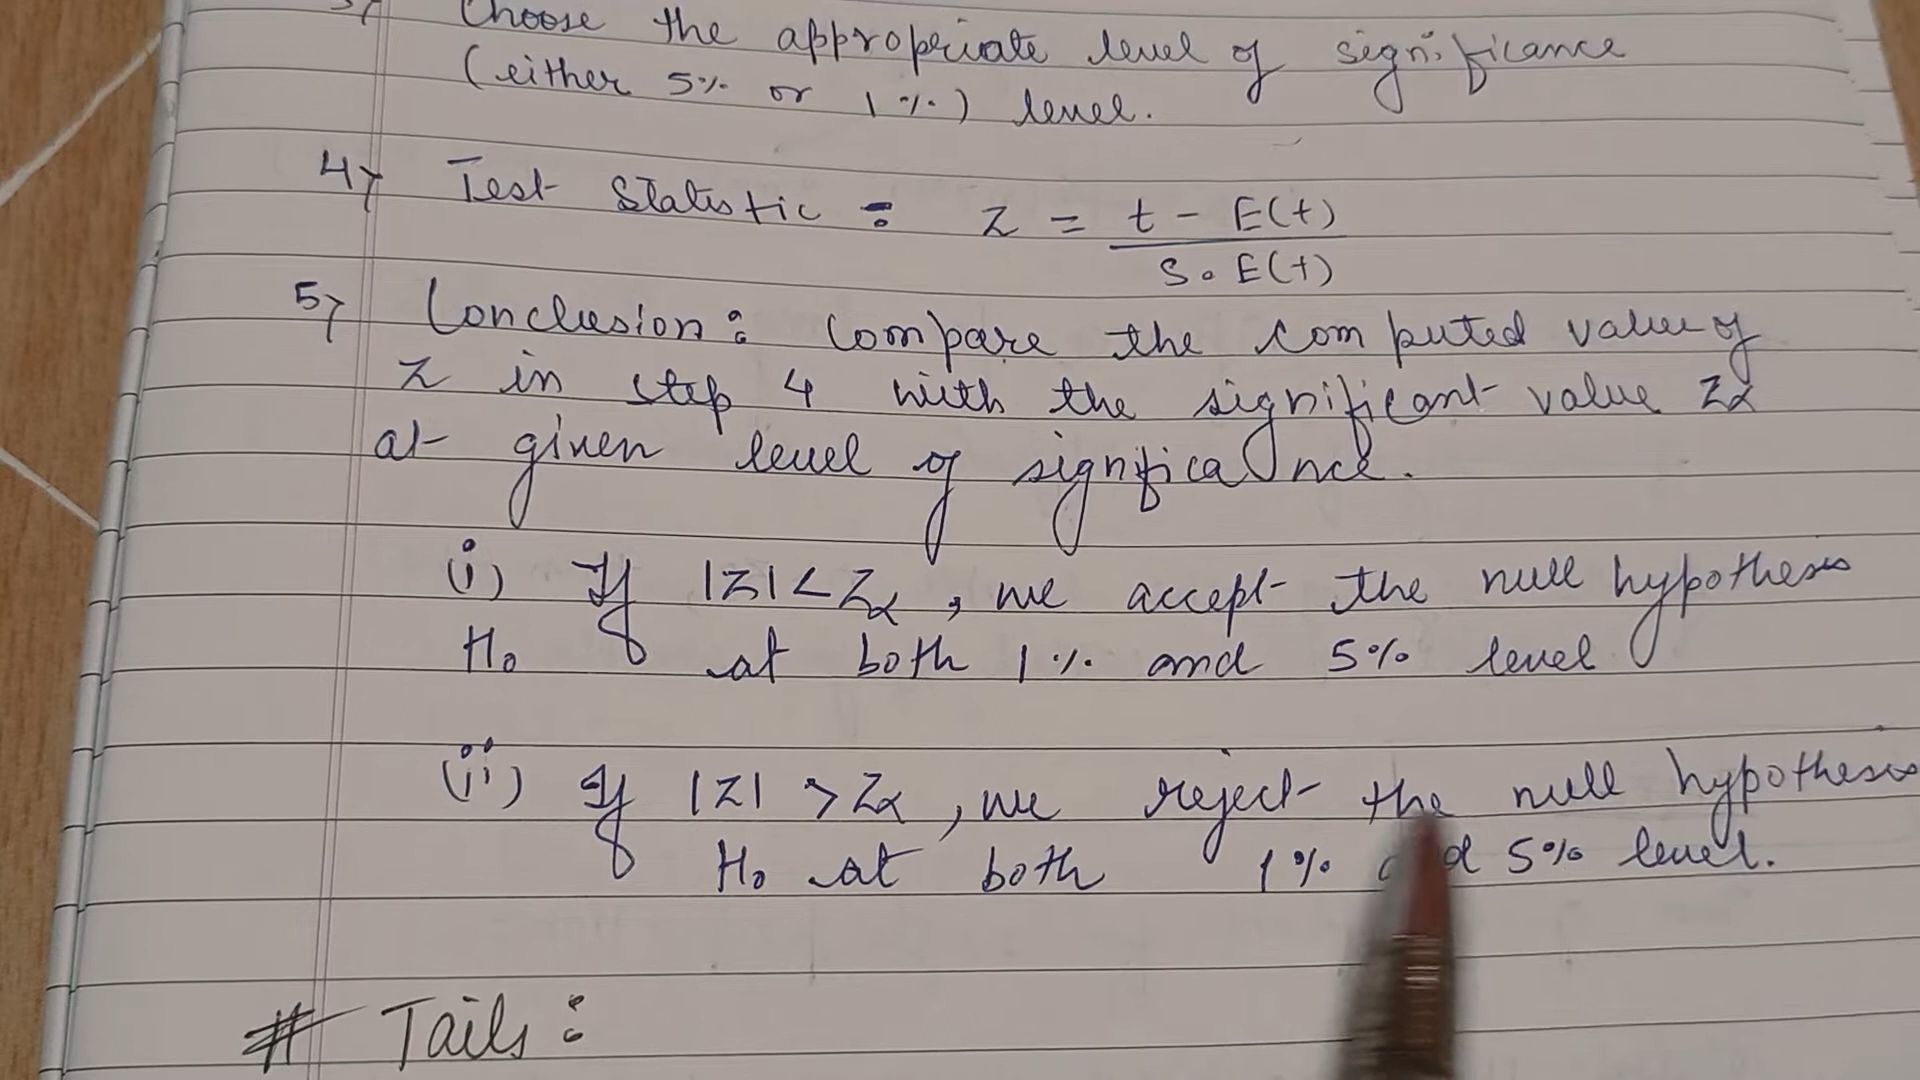 3) Choose the appropriate level of significance
(either 5% or 1%) level.
4) Test Statistic : Z = t - E(t) / S.E(t)
5) Conclusion : Compare the computed value of
Z in step 4 with the significant value Zα
at given level of significance.
(i) If |Z| < Zα , we accept the null hypothesis
H₀ at both 1% and 5% level
(ii) If |Z| > Zα , we reject the null hypothesis
H₀ at both 1% and 5% level.
# Tails :